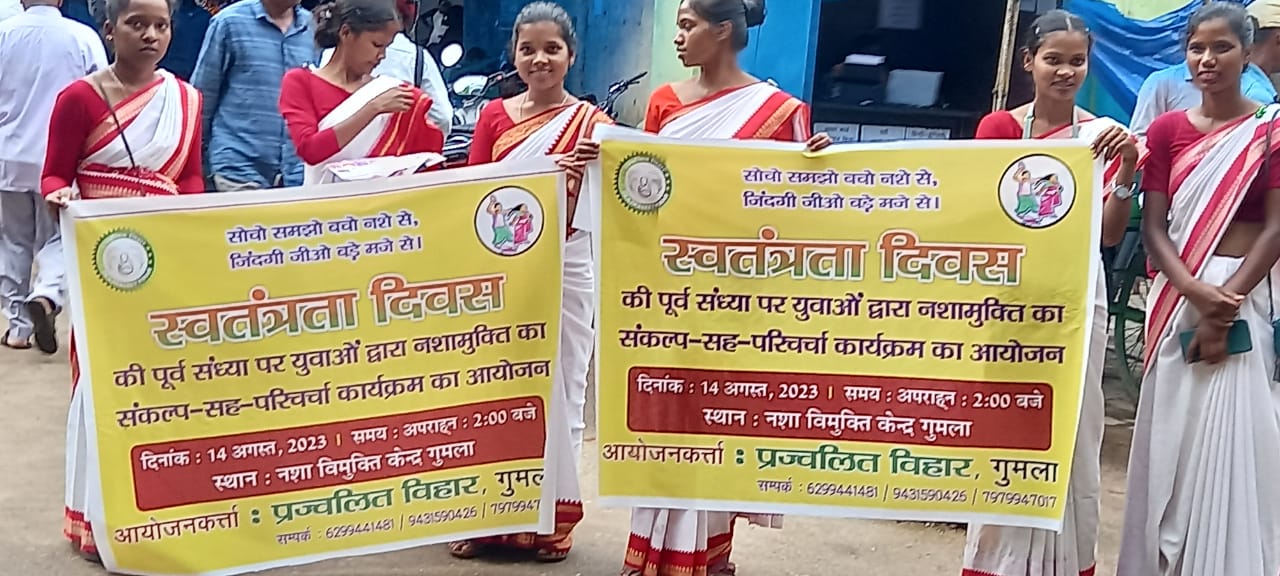 सोचो समझो बचो नशे से,
जिंदगी जीओ बड़े मजे से।
स्वतंत्रता दिवस
की पूर्व संध्या पर युवाओं द्वारा नशामुक्ति का
संकल्प-सह-परिचर्चा कार्यक्रम का आयोजन
दिनांक : 14 अगस्त, 2023 । समय : अपराह्न : 2:00 बजे
स्थान : नशा विमुक्ति केन्द्र गुमला
आयोजनकर्त्ता : प्रज्वलित विहार, गुमल
सम्पर्क : 6299441481 / 9431590426 / 7979947
सोचो समझो बचो नशे से,
जिंदगी जीओ बड़े मजे से।
स्वतंत्रता दिवस
की पूर्व संध्या पर युवाओं द्वारा नशामुक्ति का
संकल्प-सह-परिचर्चा कार्यक्रम का आयोजन
दिनांक : 14 अगस्त, 2023 । समय : अपराह्न : 2:00 बजे
स्थान : नशा विमुक्ति केन्द्र गुमला
आयोजनकर्त्ता : प्रज्वलित विहार, गुमला
सम्पर्क : 6299441481 / 9431590426 / 7979947017